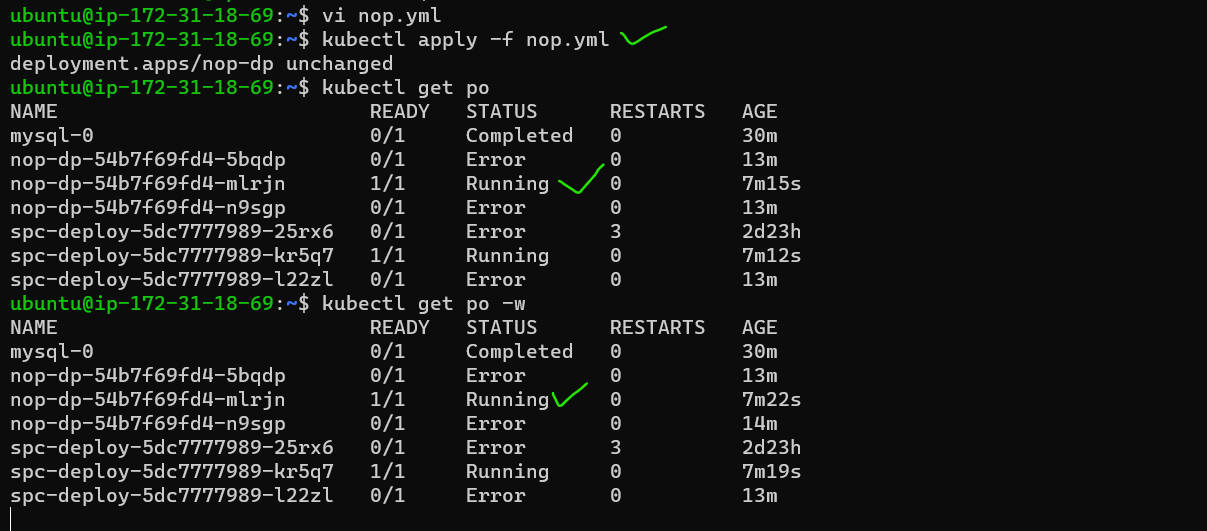 ubuntu@ip-172-31-18-69:~$ vi nop.yml
ubuntu@ip-172-31-18-69:~$ kubectl apply -f nop.yml
deployment.apps/nop-dp unchanged
ubuntu@ip-172-31-18-69:~$ kubectl get po
NAME READY STATUS RESTARTS AGE
mysql-0 0/1 Completed 0 30m
nop-dp-54b7f69fd4-5bqdp 0/1 Error 0 13m
nop-dp-54b7f69fd4-mlrjn 1/1 Running 0 7m15s
nop-dp-54b7f69fd4-n9sgp 0/1 Error 0 13m
spc-deploy-5dc7777989-25rx6 0/1 Error 3 2d23h
spc-deploy-5dc7777989-kr5q7 1/1 Running 0 7m12s
spc-deploy-5dc7777989-l22zl 0/1 Error 0 13m
ubuntu@ip-172-31-18-69:~$ kubectl get po -w
NAME READY STATUS RESTARTS AGE
mysql-0 0/1 Completed 0 30m
nop-dp-54b7f69fd4-5bqdp 0/1 Error 0 13m
nop-dp-54b7f69fd4-mlrjn 1/1 Running 0 7m22s
nop-dp-54b7f69fd4-n9sgp 0/1 Error 0 14m
spc-deploy-5dc7777989-25rx6 0/1 Error 3 2d23h
spc-deploy-5dc7777989-kr5q7 1/1 Running 0 7m19s
spc-deploy-5dc7777989-l22zl 0/1 Error 0 13m